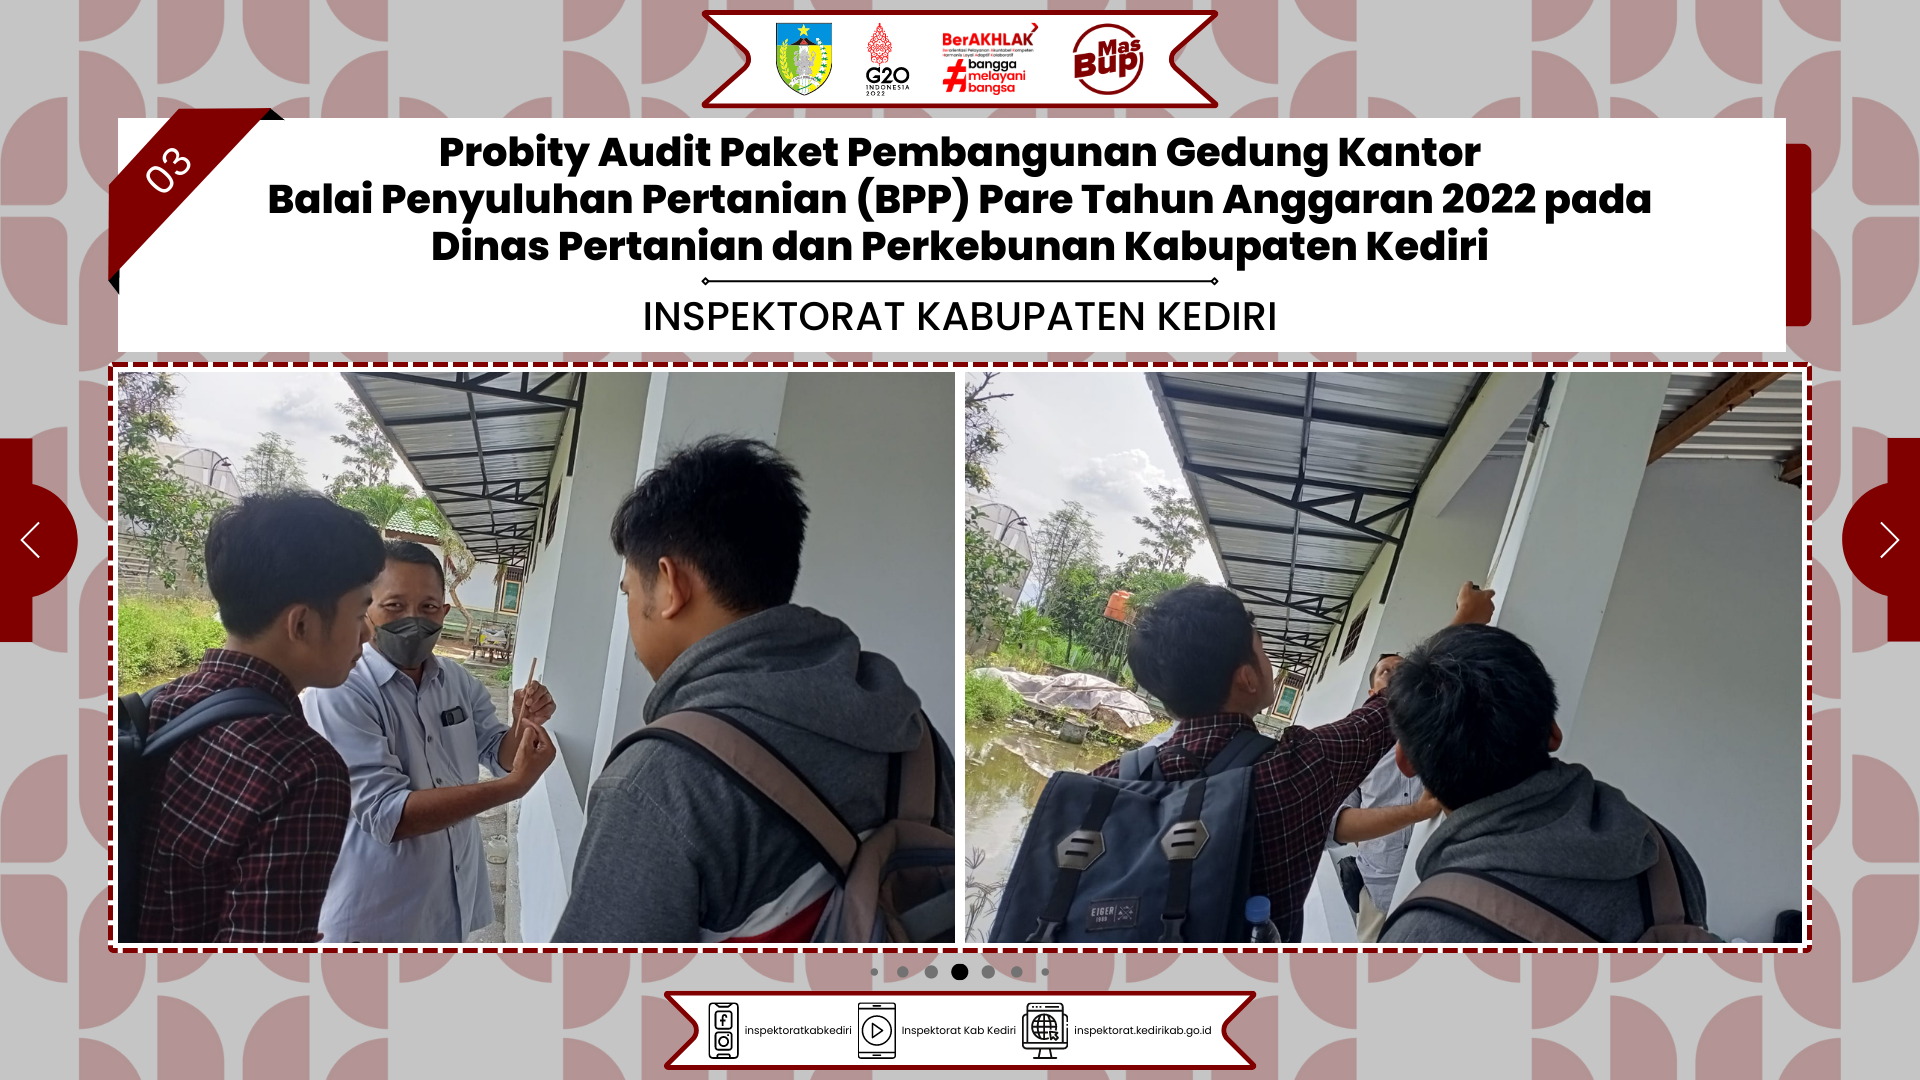 G20
INDONESIA
2022
BerAKHLAK
#bangga
melayani
bangsa
Mas
Bup
03
Probity Audit Paket Pembangunan Gedung Kantor
Balai Penyuluhan Pertanian (BPP) Pare Tahun Anggaran 2022 pada
Dinas Pertanian dan Perkebunan Kabupaten Kediri
INSPEKTORAT KABUPATEN KEDIRI
EIGER
inspektoratkabkediri
Inspektorat Kab Kediri
inspektorat.kedirikab.go.id